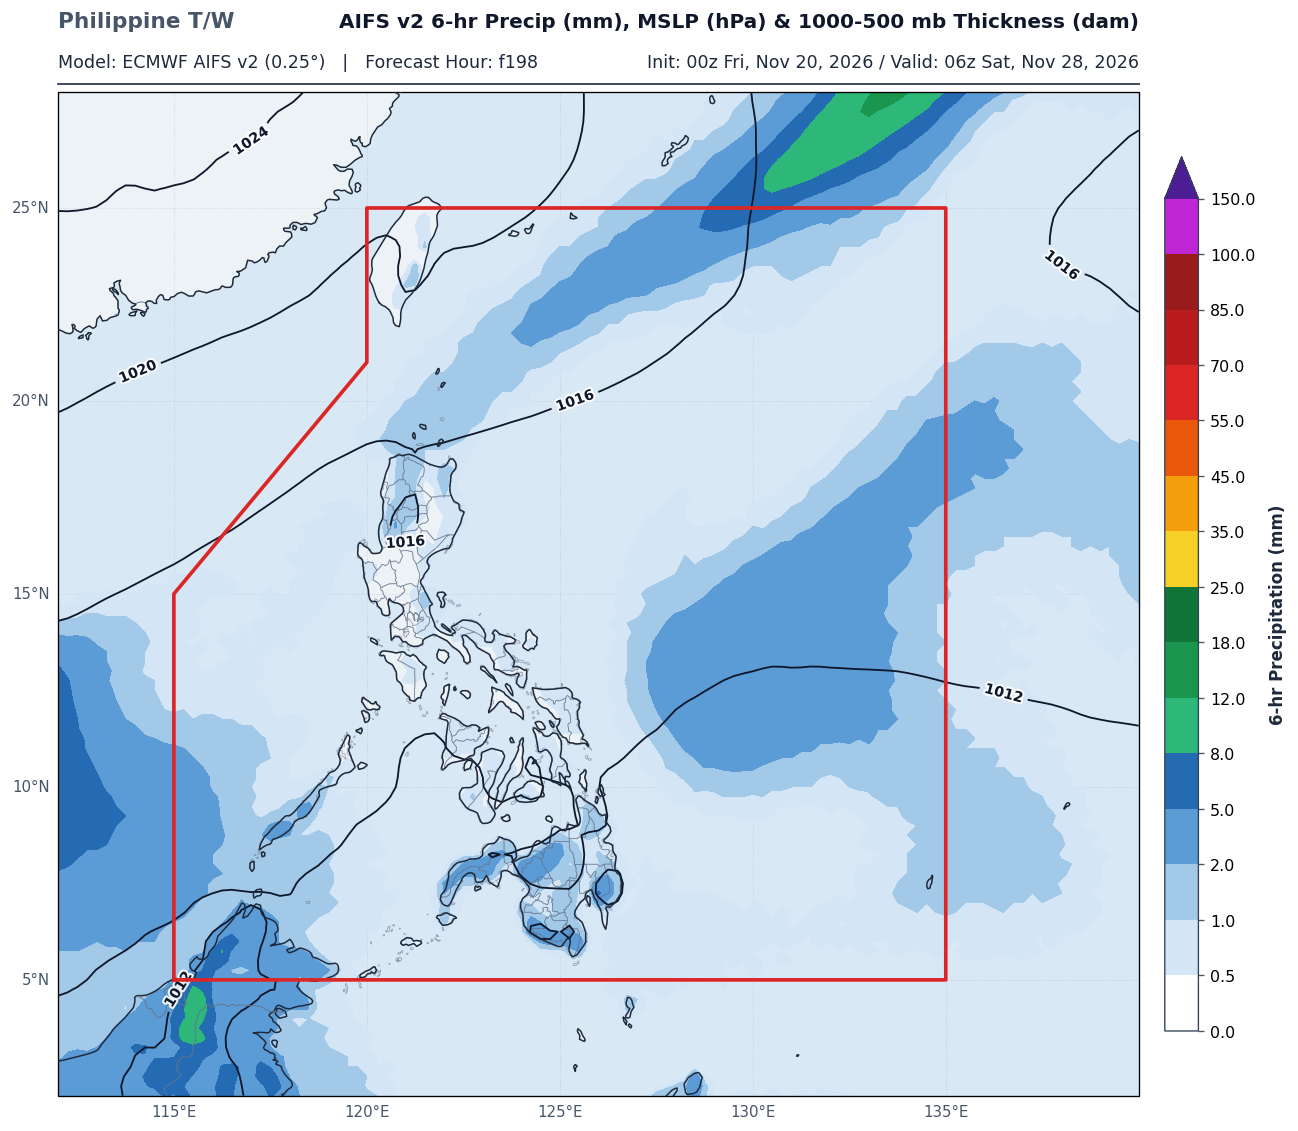 Philippine T/W
AIFS v2 6-hr Precip (mm), MSLP (hPa) & 1000-500 mb Thickness (dam)
Model: ECMWF AIFS v2 (0.25°) | Forecast Hour: f198
Init: 00z Fri, Nov 20, 2026 / Valid: 06z Sat, Nov 28, 2026
1024
1016
1020
1016
1016
1012
1012
25°N
20°N
15°N
10°N
5°N
115°E
120°E
125°E
130°E
135°E
150.0
100.0
85.0
70.0
55.0
45.0
35.0
25.0
18.0
12.0
8.0
5.0
2.0
1.0
0.5
0.0
6-hr Precipitation (mm)